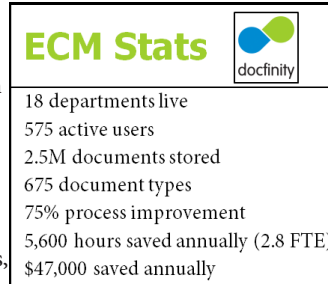 ECM Stats
docfinity
18 departments live
575 active users
2.5M documents stored
675 document types
75% process improvement
5,600 hours saved annually (2.8 FTE)
$47,000 saved annually